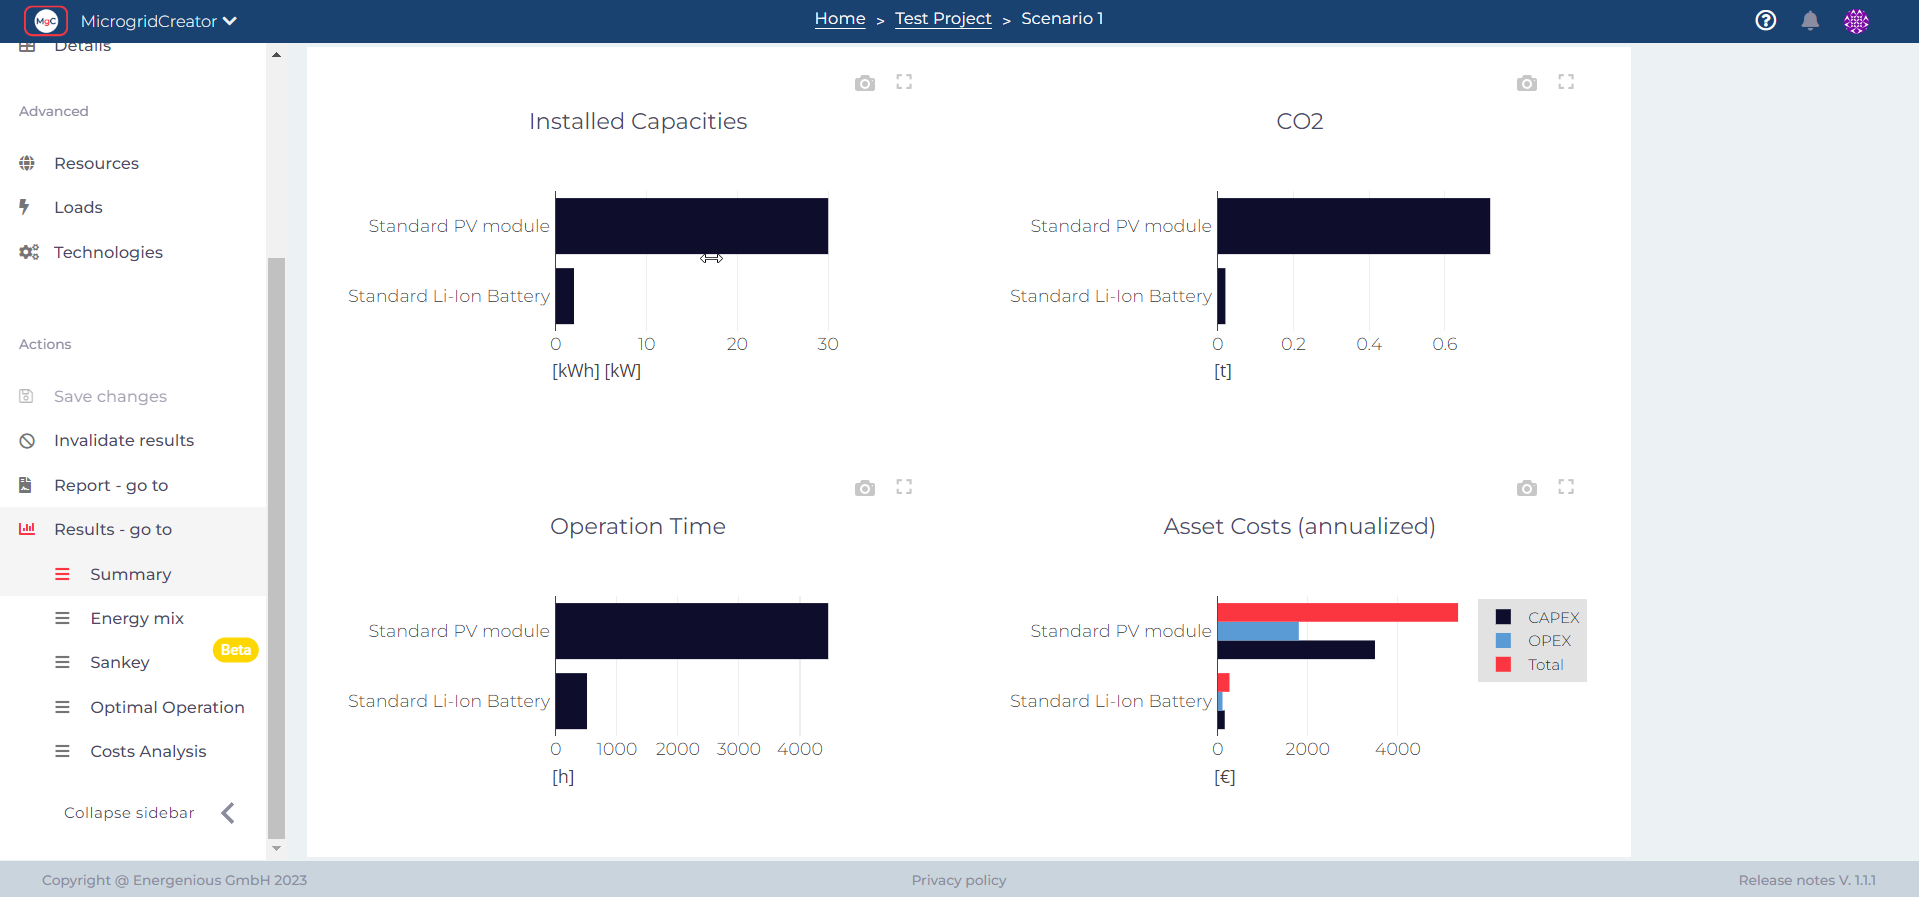 MgC MicrogridCreator
Home > Test Project > Scenario 1
Details
Advanced
Resources
Loads
Technologies
Actions
Save changes
Invalidate results
Report - go to
Results - go to
Summary
Energy mix
Sankey
Beta
Optimal Operation
Costs Analysis
Collapse sidebar
Installed Capacities
Standard PV module
Standard Li-Ion Battery
0 10 20 30
[kWh] [kW]
CO2
Standard PV module
Standard Li-Ion Battery
0 0.2 0.4 0.6
[t]
Operation Time
Standard PV module
Standard Li-Ion Battery
0 1000 2000 3000 4000
[h]
Asset Costs (annualized)
Standard PV module
Standard Li-Ion Battery
0 2000 4000
[€]
CAPEX
OPEX
Total
Copyright @ Energenious GmbH 2023
Privacy policy
Release notes V. 1.1.1